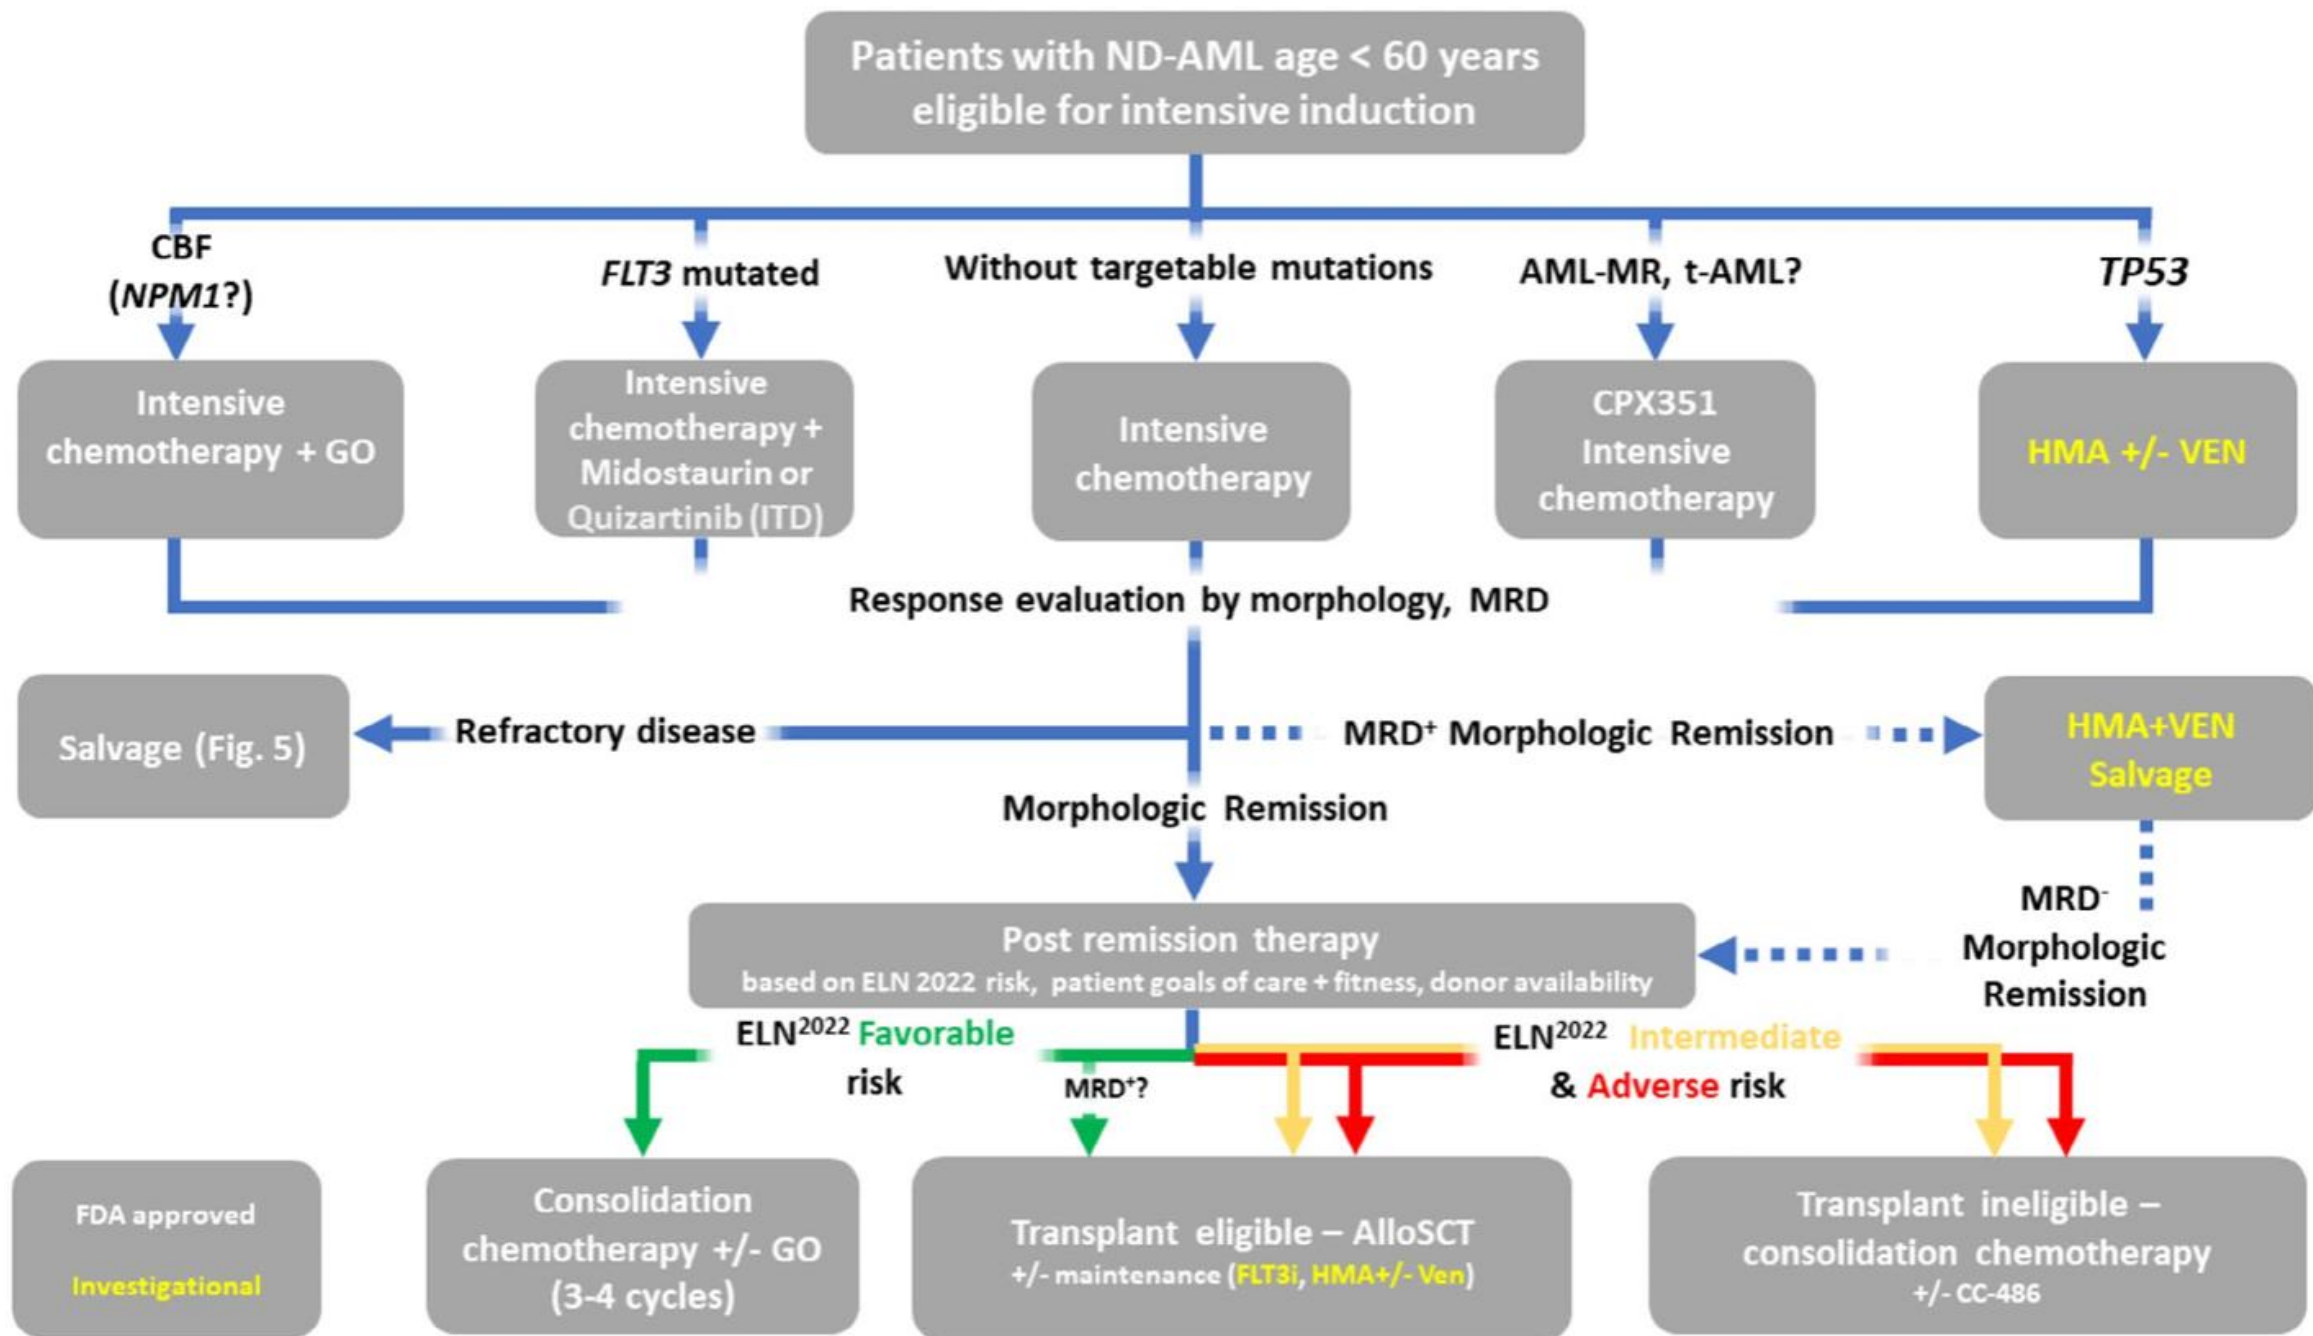 Patients with ND-AML age < 60 years
eligible for intensive induction
CBF
(NPM1?)
FLT3 mutated
Without targetable mutations
AML-MR, t-AML?
TP53
Intensive
chemotherapy + GO
Intensive
chemotherapy +
Midostaurin or
Quizartinib (ITD)
Intensive
chemotherapy
CPX351
Intensive
chemotherapy
HMA +/- VEN
Response evaluation by morphology, MRD
Salvage (Fig. 5)
Refractory disease
MRD⁺ Morphologic Remission
HMA+VEN
Salvage
Morphologic Remission
MRD⁻
Morphologic
Remission
Post remission therapy
based on ELN 2022 risk, patient goals of care + fitness, donor availability
ELN²⁰²² Favorable
risk
MRD⁺?
ELN²⁰²² Intermediate
& Adverse risk
FDA approved
Investigational
Consolidation
chemotherapy +/- GO
(3-4 cycles)
Transplant eligible – AlloSCT
+/- maintenance (FLT3i, HMA+/- Ven)
Transplant ineligible –
consolidation chemotherapy
+/- CC-486